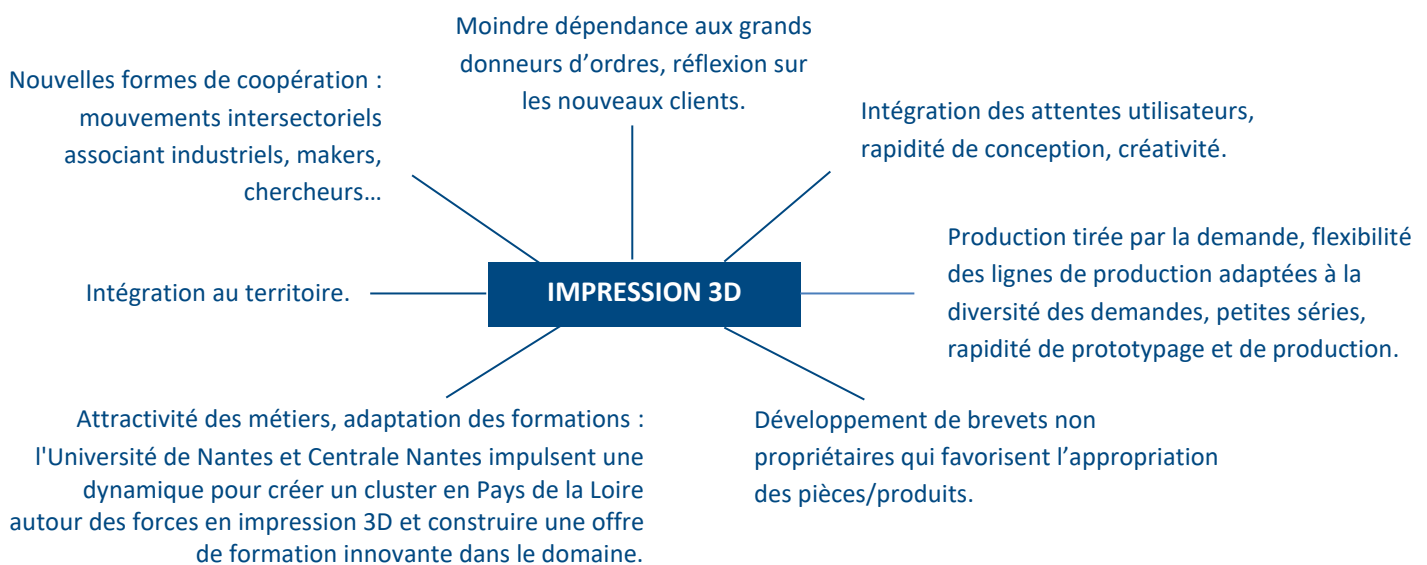 Moindre dépendance aux grands
donneurs d’ordres, réflexion sur
les nouveaux clients.
Nouvelles formes de coopération :
mouvements intersectoriels
associant industriels, makers,
chercheurs…
Intégration des attentes utilisateurs,
rapidité de conception, créativité.
Production tirée par la demande, flexibilité
des lignes de production adaptées à la
diversité des demandes, petites séries,
rapidité de prototypage et de production.
Intégration au territoire.
IMPRESSION 3D
Attractivité des métiers, adaptation des formations :
l'Université de Nantes et Centrale Nantes impulsent une
dynamique pour créer un cluster en Pays de la Loire
autour des forces en impression 3D et construire une offre
de formation innovante dans le domaine.
Développement de brevets non
propriétaires qui favorisent l’appropriation
des pièces/produits.